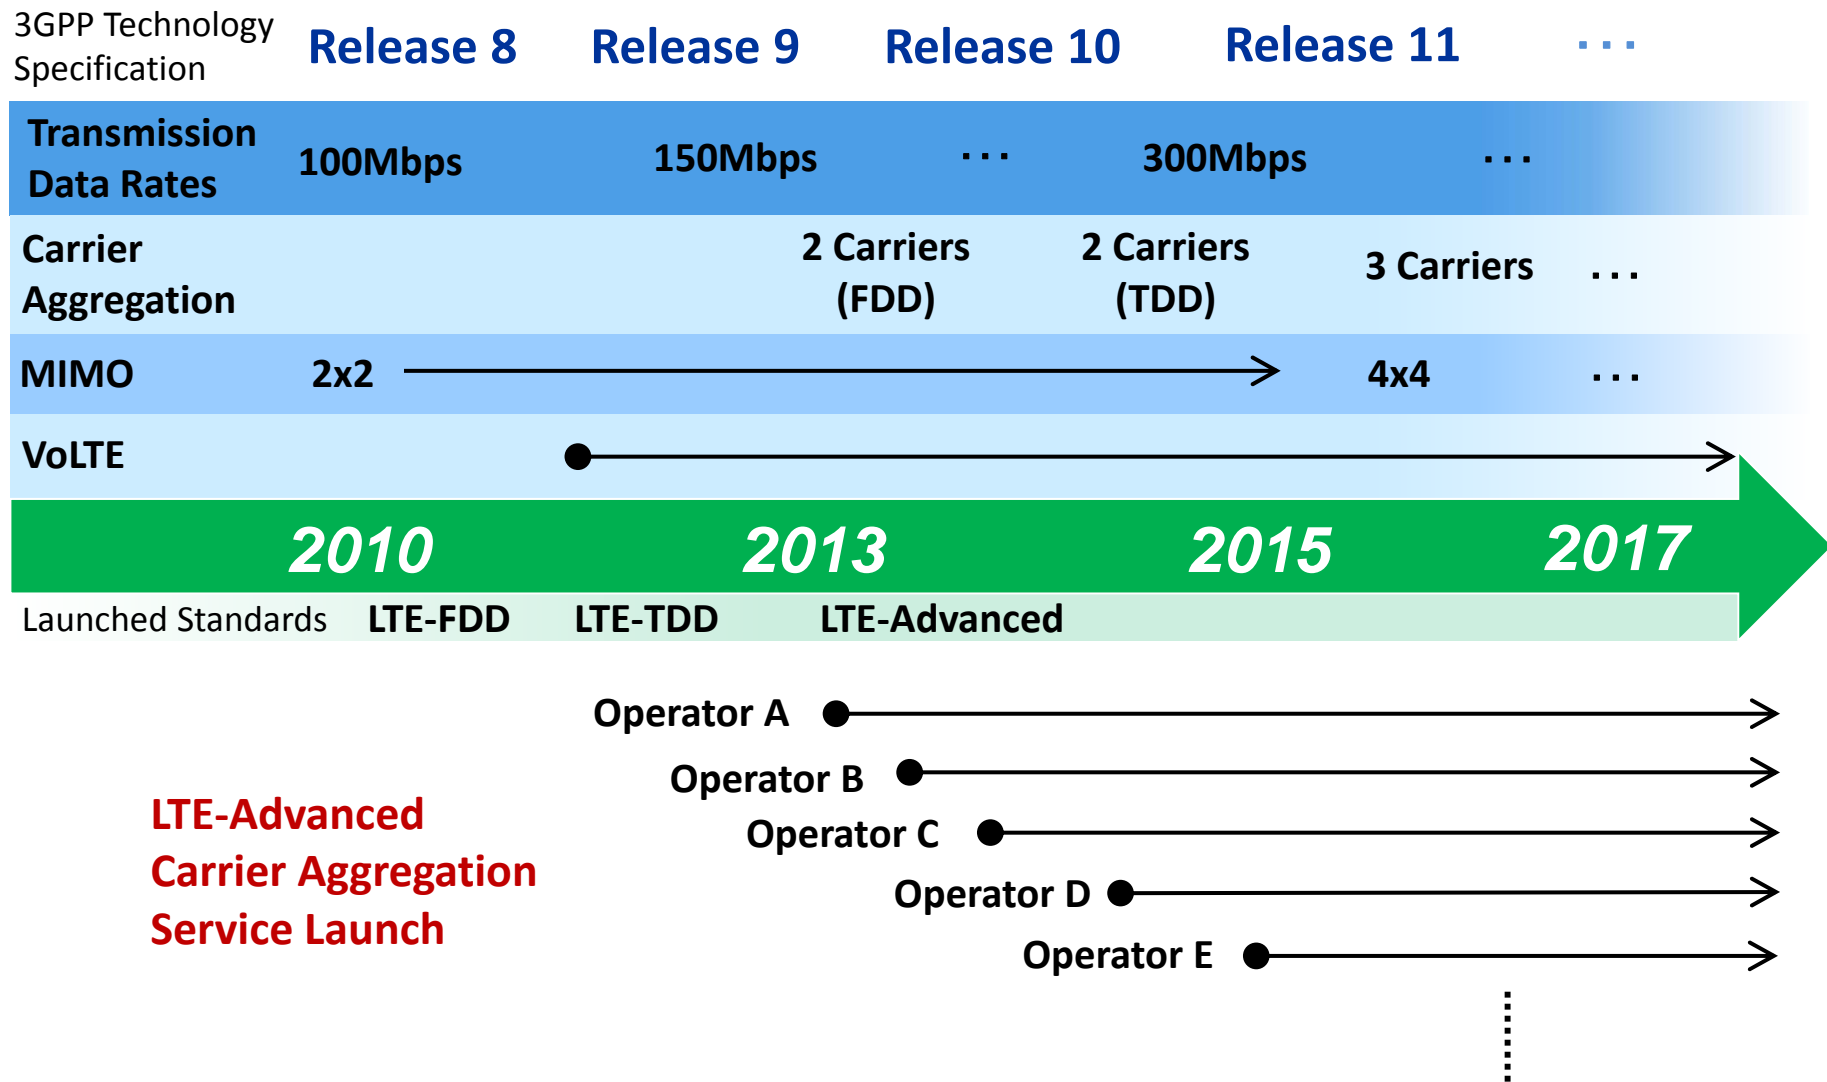 3GPP Technology
Specification
Release 8 Release 9 Release 10 Release 11 ...
Transmission
Data Rates
100Mbps 150Mbps ... 300Mbps ...
Carrier
Aggregation
2 Carriers
(FDD)
2 Carriers
(TDD)
3 Carriers ...
MIMO 2x2 4x4 ...
VoLTE
2010 2013 2015 2017
Launched Standards LTE-FDD LTE-TDD LTE-Advanced
Operator A
Operator B
Operator C
Operator D
Operator E
LTE-Advanced
Carrier Aggregation
Service Launch